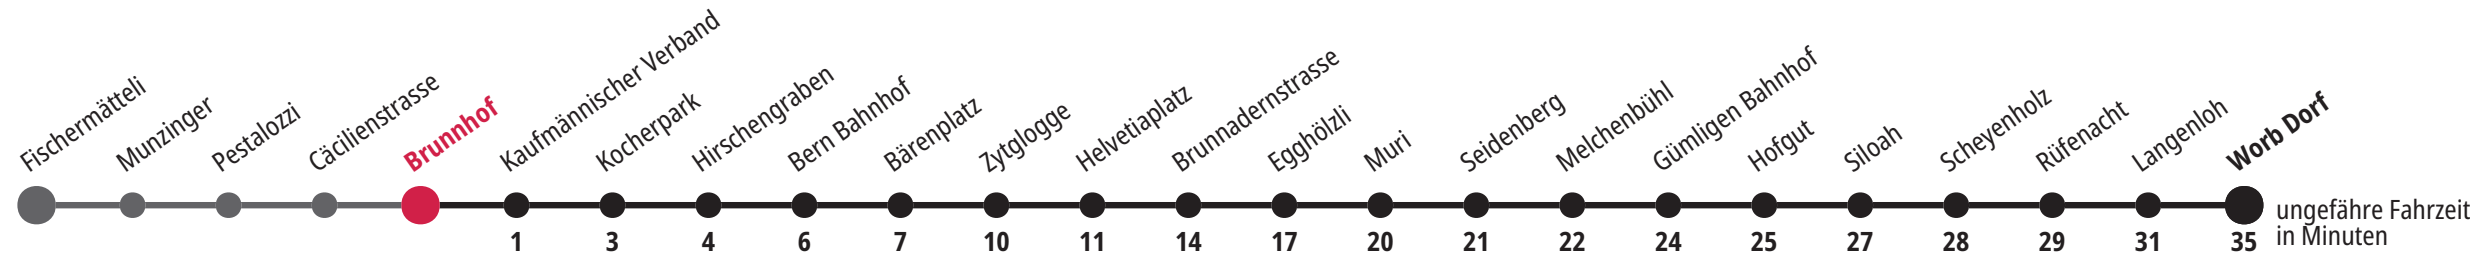 Fischermätteli
Munzinger
Pestalozzi
Cäcilienstrasse
Brunnhof
Kaufmännischer Verband
Kocherpark
Hirschengraben
Bern Bahnhof
Bärenplatz
Zytglogge
Helvetiaplatz
Brunnadernstrasse
Egghölzli
Muri
Seidenberg
Melchenbühl
Gümligen Bahnhof
Hofgut
Siloah
Scheyenholz
Rüfenacht
Langenloh
Worb Dorf
1 3 4 6 7 10 11 14 17 20 21 22 24 25 27 28 29 31 35
ungefähre Fahrzeit
in Minuten